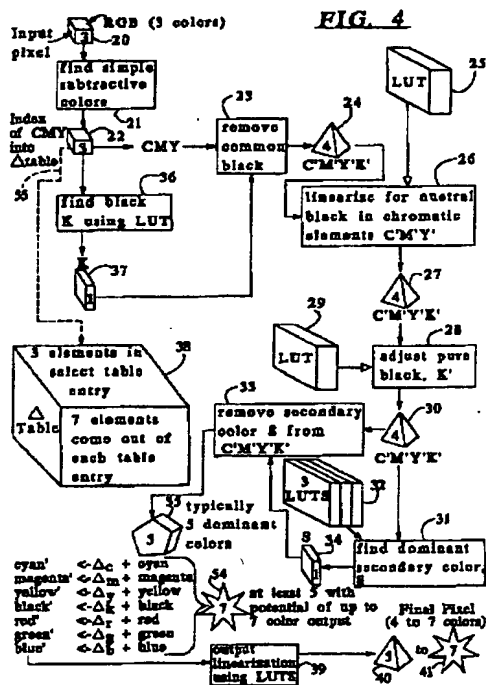 FIG. 4
RGB (3 colors)
Input pixel
3
20
find simple subtractive colors
21
Index of CMY into Δtable
22
3
CMY
23
remove common black
24
4
C'M'Y'K'
LUT
25
26
linearize for neutral black in chromatic elements C'M'Y'
55
36
find black K using LUT
K
37
1
27
4
C'M'Y'K'
29
LUT
28
adjust pure black, K'
30
4
C'M'Y'K'
38
3 elements in select table entry
Δ Table
7 elements come out of each table entry
33
remove secondary color S from C'M'Y'K'
3 LUTS
32
31
find dominant secondary color, S
34
S
1
35
5
typically 5 dominant colors
cyan' <-Δc + cyan
magenta' <-Δm + magenta
yellow' <-Δy + yellow
black' <-Δk + black
red' <-Δr + red
green' <-Δg + green
blue' <-Δb + blue
54
7
at least 5 with potential of up to 7 color output
Final Pixel (4 to 7 colors)
output linearization using LUTS
39
3
40
to
7
41